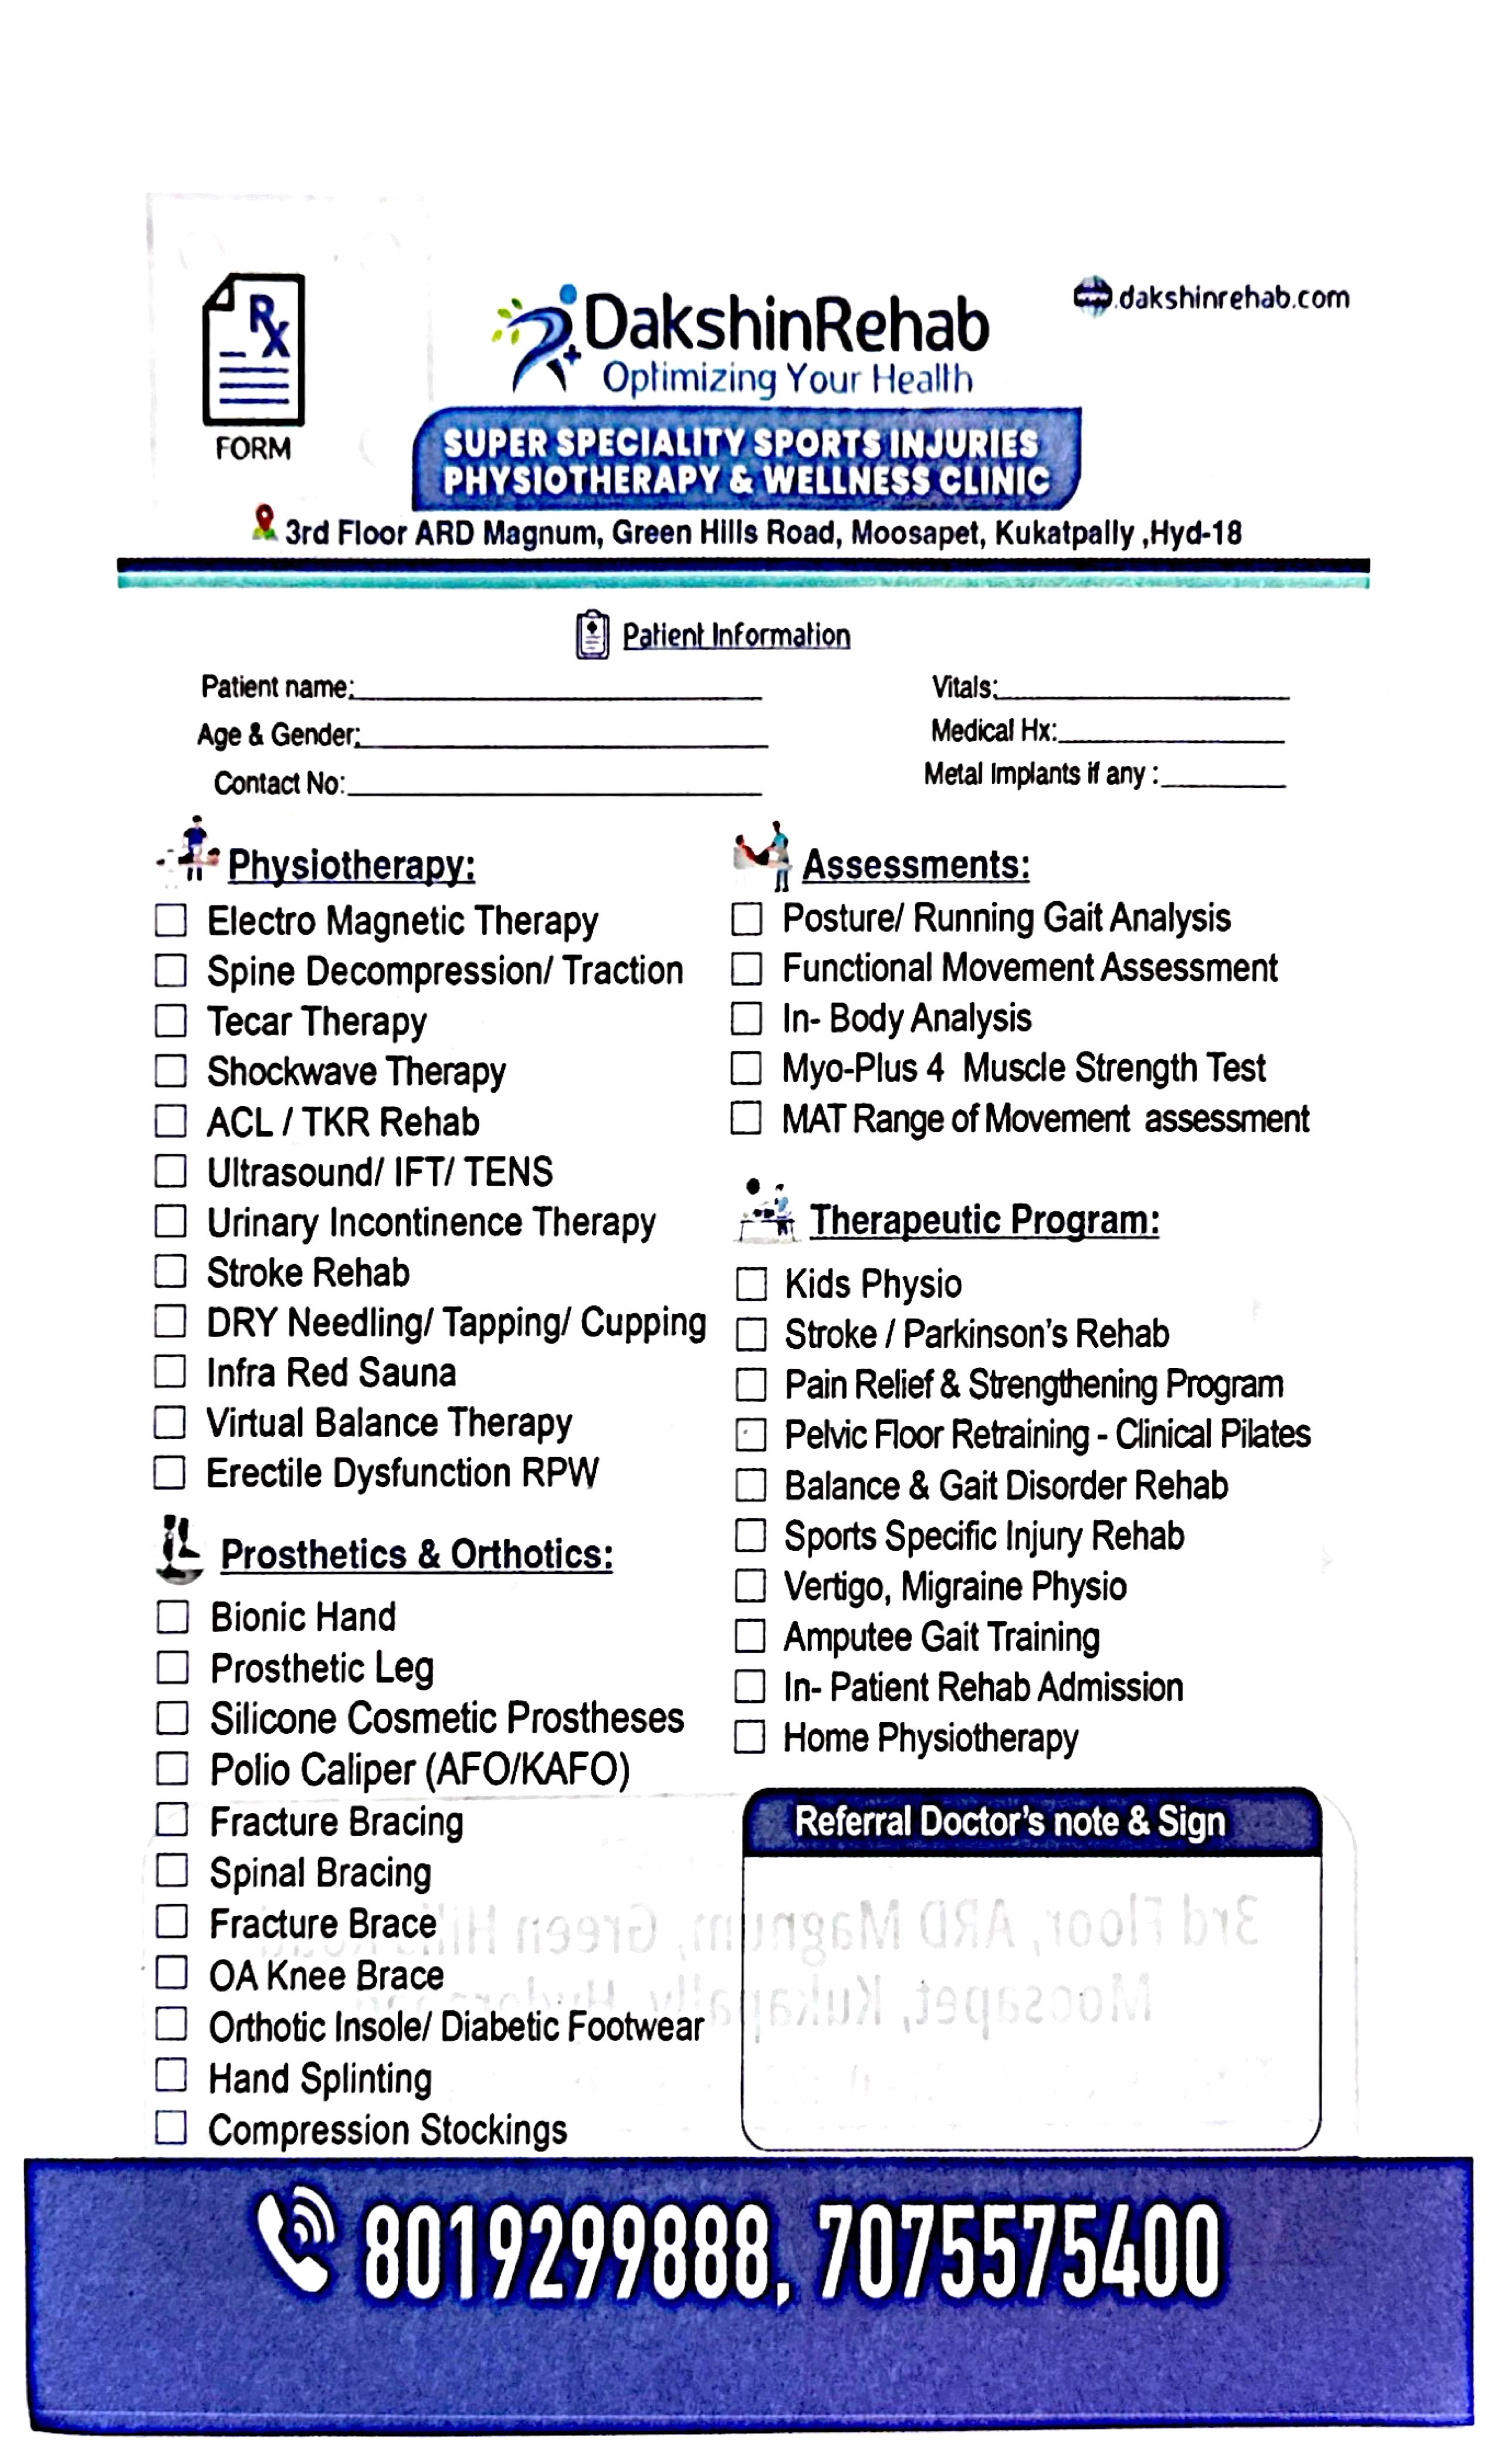 Rx
FORM
DakshinRehab
Optimizing Your Health
dakshinrehab.com
SUPER SPECIALITY SPORTS INJURIES
PHYSIOTHERAPY & WELLNESS CLINIC
3rd Floor ARD Magnum, Green Hills Road, Moosapet, Kukatpally ,Hyd-18
Patient Information
Patient name:
Age & Gender:
Contact No:
Vitals:
Medical Hx:
Metal Implants if any :
Physiotherapy:
Electro Magnetic Therapy
Spine Decompression/ Traction
Tecar Therapy
Shockwave Therapy
ACL / TKR Rehab
Ultrasound/ IFT/ TENS
Urinary Incontinence Therapy
Stroke Rehab
DRY Needling/ Tapping/ Cupping
Infra Red Sauna
Virtual Balance Therapy
Erectile Dysfunction RPW
Prosthetics & Orthotics:
Bionic Hand
Prosthetic Leg
Silicone Cosmetic Prostheses
Polio Caliper (AFO/KAFO)
Fracture Bracing
Spinal Bracing
Fracture Brace
OA Knee Brace
Orthotic Insole/ Diabetic Footwear
Hand Splinting
Compression Stockings
Assessments:
Posture/ Running Gait Analysis
Functional Movement Assessment
In- Body Analysis
Myo-Plus 4 Muscle Strength Test
MAT Range of Movement assessment
Therapeutic Program:
Kids Physio
Stroke / Parkinson's Rehab
Pain Relief & Strengthening Program
Pelvic Floor Retraining - Clinical Pilates
Balance & Gait Disorder Rehab
Sports Specific Injury Rehab
Vertigo, Migraine Physio
Amputee Gait Training
In- Patient Rehab Admission
Home Physiotherapy
Referral Doctor's note & Sign
3rd Floor, ARD Magnum, Green Hills
Moosapet,
8019299888, 7075575400